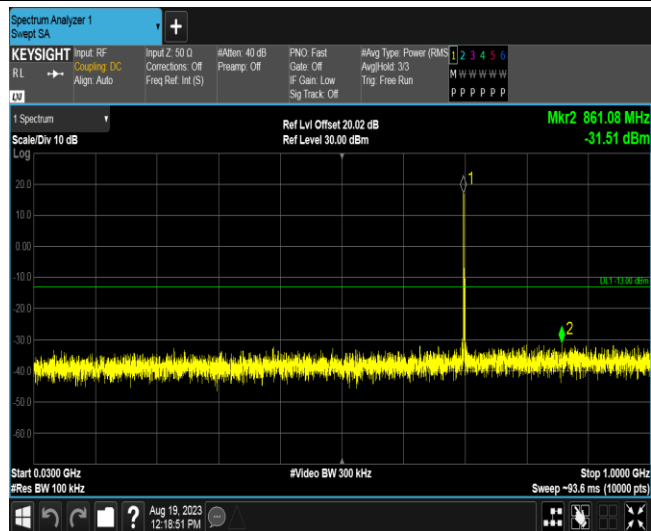 Spectrum Analyzer 1
Swept SA
+
KEYSIGHT
RL
LXI
Input: RF
Coupling: DC
Align: Auto
Input Z: 50 Ω
Corrections: Off
Freq Ref: Int (S)
#Atten: 40 dB
Preamp: Off
PNO: Fast
Gate: Off
IF Gain: Low
Sig Track: Off
#Avg Type: Power (RMS
Avg|Hold: 3/3
Trig: Free Run
1 2 3 4 5 6
M W W W W W
P P P P P P
1 Spectrum
Scale/Div 10 dB
Ref Lvl Offset 20.02 dB
Ref Level 30.00 dBm
Mkr2 861.08 MHz
-31.51 dBm
Log
20.0
10.0
0.00
-10.0
-20.0
-30.0
-40.0
-50.0
-60.0
1
DL1 -13.00 dBm
2
Start 0.0300 GHz
#Res BW 100 kHz
#Video BW 300 kHz
Stop 1.0000 GHz
Sweep ~93.6 ms (10000 pts)
?
Aug 19, 2023
12:18:51 PM